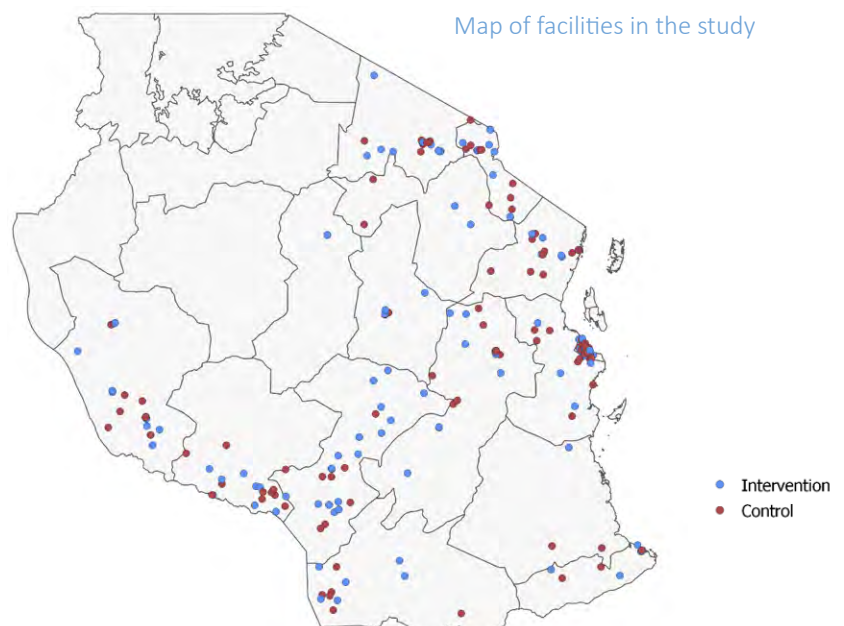 Map of facilities in the study
Intervention
Control